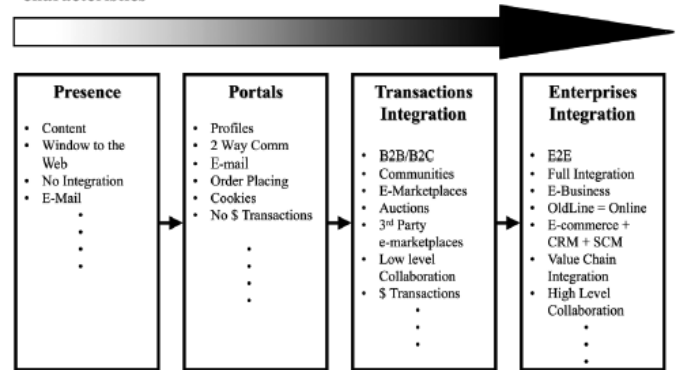 Presence
• Content
• Window to the
Web
• No Integration
• E-Mail
Portals
• Profiles
• 2 Way Comm
• E-mail
• Order Placing
• Cookies
• No $ Transactions
Transactions
Integration
• B2B/B2C
• Communities
• E-Marketplaces
• Auctions
• 3rd Party
e-marketplaces
• Low level
Collaboration
• $ Transactions
Enterprises
Integration
• E2E
• Full Integration
• E-Business
• OldLine = Online
• E-commerce +
CRM + SCM
• Value Chain
Integration
• High Level
Collaboration